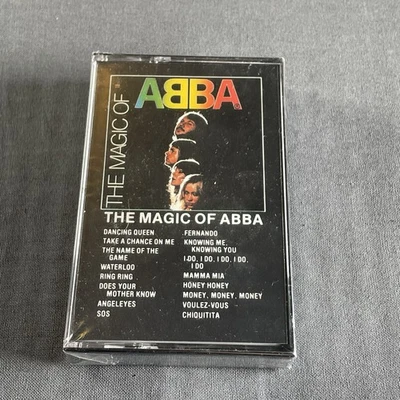 THE MAGIC OF
ABBA
THE MAGIC OF ABBA
DANCING QUEEN
TAKE A CHANCE ON ME
THE NAME OF THE
GAME
WATERLOO
RING RING
DOES YOUR
MOTHER KNOW
ANGELEYES
SOS
FERNANDO
KNOWING ME,
KNOWING YOU
I DO, I DO, I DO, I DO,
I DO
MAMMA MIA
HONEY HONEY
MONEY, MONEY, MONEY
VOULEZ-VOUS
CHIQUITITA